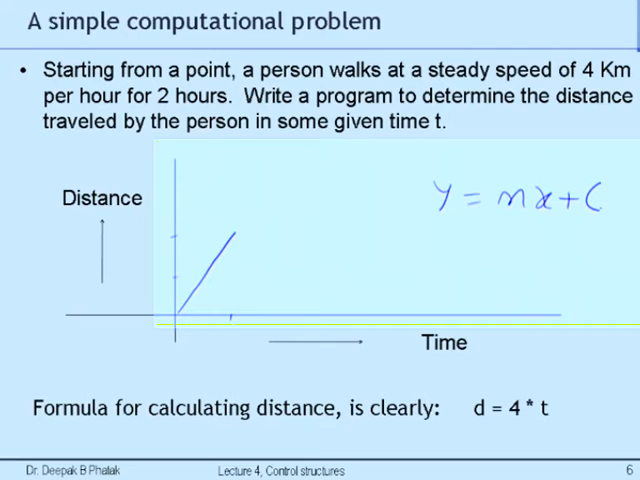 A simple computational problem
• Starting from a point, a person walks at a steady speed of 4 Km
per hour for 2 hours. Write a program to determine the distance
traveled by the person in some given time t.
Distance
y = mx + c
Time
Formula for calculating distance, is clearly: d = 4 * t
Dr. Deepak B Phatak Lecture 4, Control structures 6